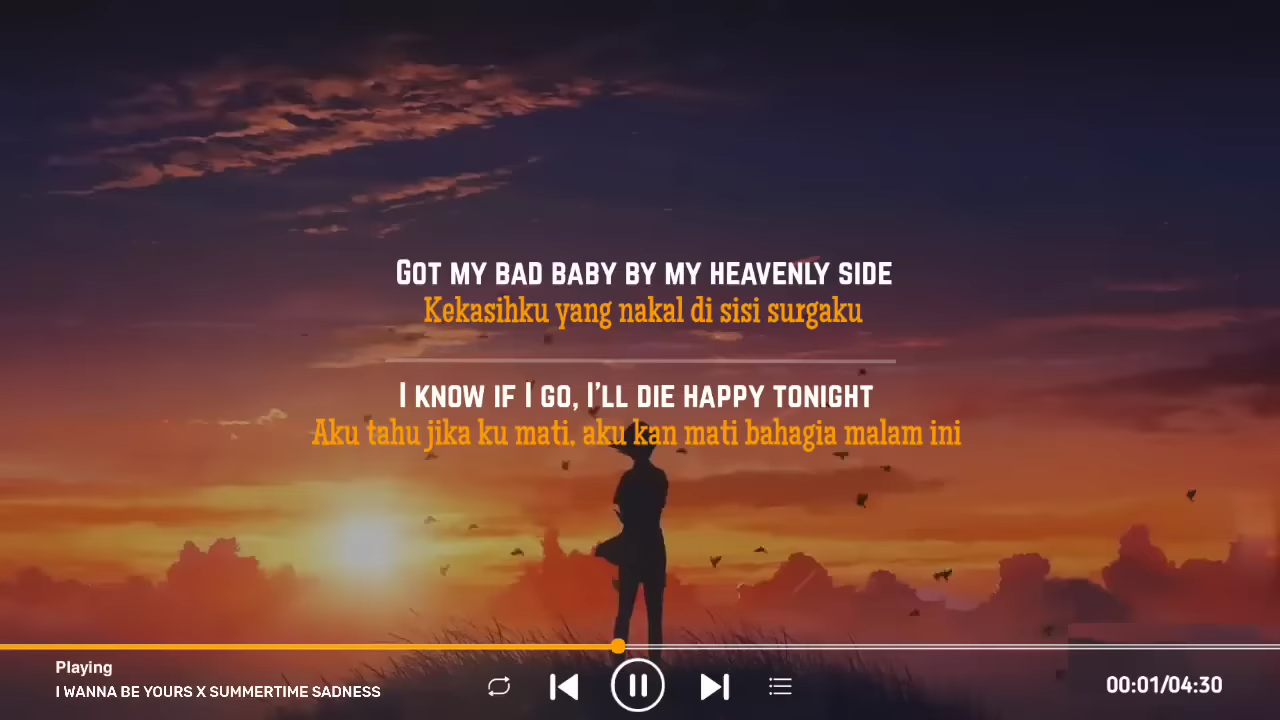 Got my bad baby by my heavenly side
Kekasihku yang nakal di sisi surgaku
I know if I go, I'll die happy tonight
Aku tahu jika ku mati, aku kan mati bahagia malam ini
Playing
I WANNA BE YOURS X SUMMERTIME SADNESS
00:01/04:30